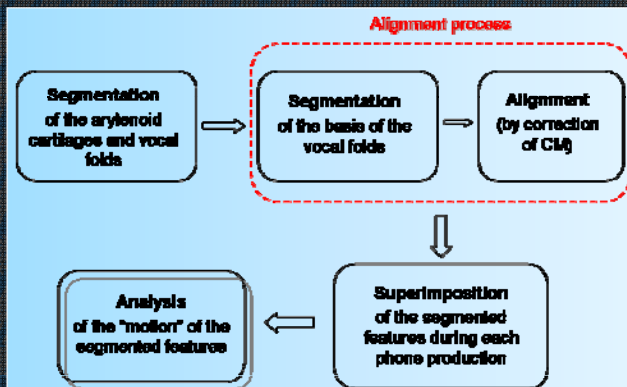 Alignment process
Segmentation
of the arytenoid
cartilages and vocal
folds
Segmentation
of the basis of the
vocal folds
Alignment
(by correction
of CM)
Superimposition
of the segmented
features during each
phone production
Analysis
of the "motion" of the
segmented features